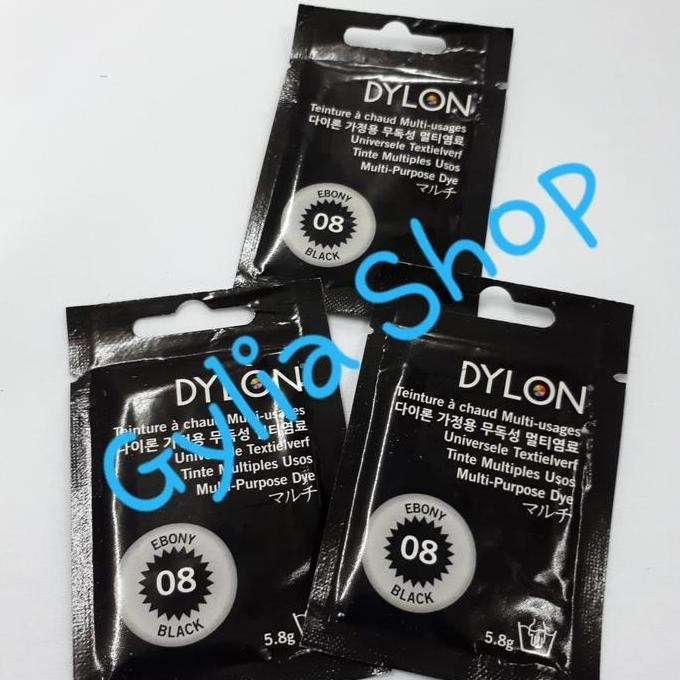 DYLON
Teinture à chaud Multi-usages
다이론 가정용 무독성 멀티염료
Universele Textielverf
Tinte Multiples Usos
Multi-Purpose Dye
マルチ
EBONY
08
BLACK
Gylia Shop
DYLON
Teinture à chaud Multi-usages
다이론 가정용 무독성 멀티염료
Universele Textielverf
Tinte Multiples Usos
Multi-Purpose Dye
マルチ
EBONY
08
BLACK
5.8g
DYLON
Teinture à chaud Multi-usages
다이론 가정용 무독성 멀티염료
Universele Textielverf
Tinte Multiples Usos
Multi-Purpose Dye
マルチ
EBONY
08
BLACK
5.8g